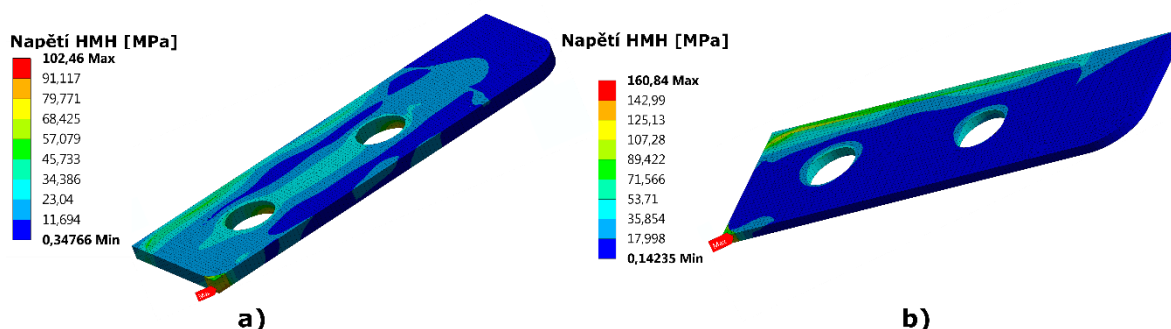 Napětí HMH [MPa]
102,46 Max
91,117
79,771
68,425
57,079
45,733
34,386
23,04
11,694
0,34766 Min
Max
a)
Napětí HMH [MPa]
160,84 Max
142,99
125,13
107,28
89,422
71,566
53,71
35,854
17,998
0,14235 Min
Max
b)